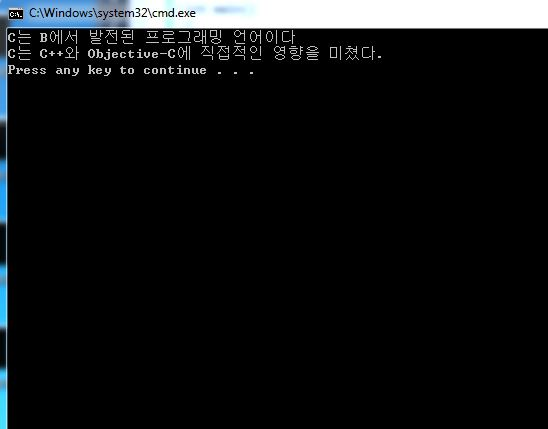 C:\Windows\system32\cmd.exe
C는 B에서 발전된 프로그래밍 언어이다
C는 C++와 Objective-C에 직접적인 영향을 미쳤다.
Press any key to continue . . .